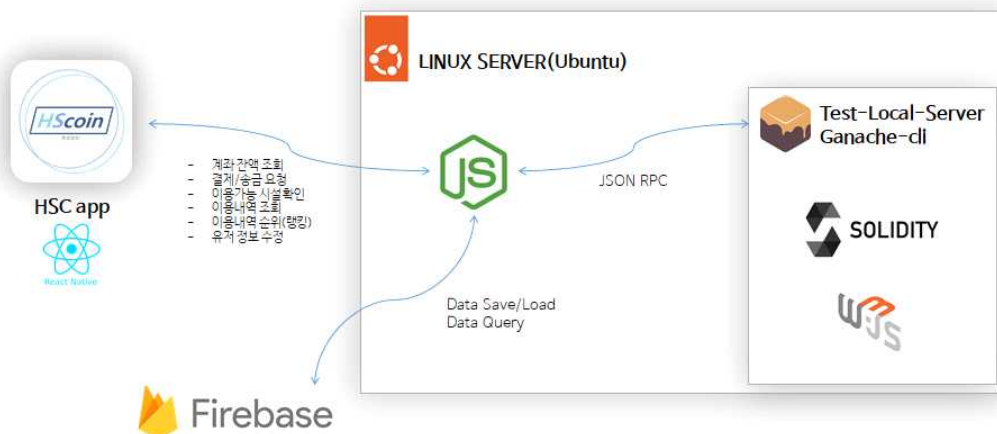 LINUX SERVER(Ubuntu)
HScoin
HSC app
React Native
- 계좌 잔액 조회
- 결제/송금 요청
- 이용가능 시설확인
- 이용내역 조회
- 이용내역 순위(랭킹)
- 유저 정보 수정
JS
JSON RPC
Test-Local-Server
Ganache-cli
SOLIDITY
W3JS
Data Save/Load
Data Query
Firebase